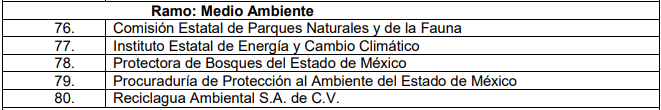 Ramo: Medio Ambiente
76. Comisión Estatal de Parques Naturales y de la Fauna
77. Instituto Estatal de Energía y Cambio Climático
78. Protectora de Bosques del Estado de México
79. Procuraduría de Protección al Ambiente del Estado de México
80. Reciclagua Ambiental S.A. de C.V.